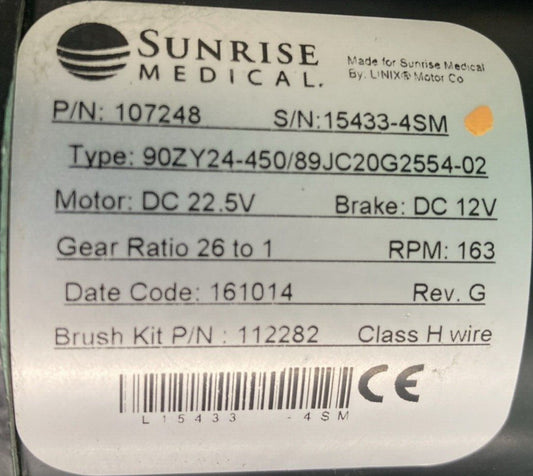 SUNRISE
MEDICAL.
Made for Sunrise Medical
By. LINIX® Motor Co
P/N: 107248 S/N:15433-4SM
Type: 90ZY24-450/89JC20G2554-02
Motor: DC 22.5V Brake: DC 12V
Gear Ratio 26 to 1 RPM: 163
Date Code: 161014 Rev. G
Brush Kit P/N : 112282 Class H wire
CE
L15433 -4SM